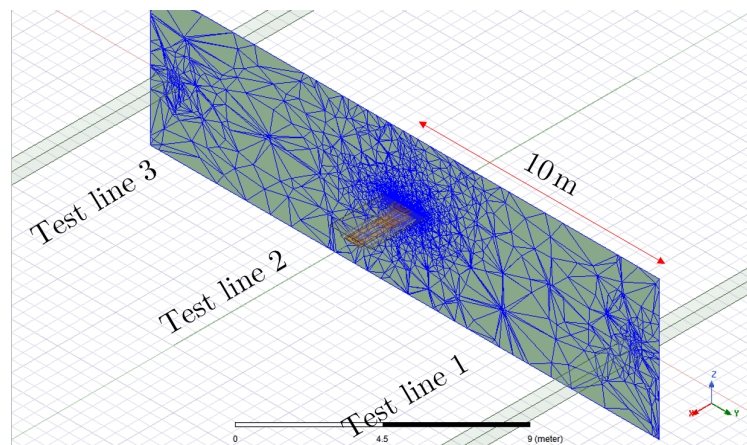 10 m
Test line 3
Test line 2
Test line 1
Z
X
Y
0 4.5 9 (meter)